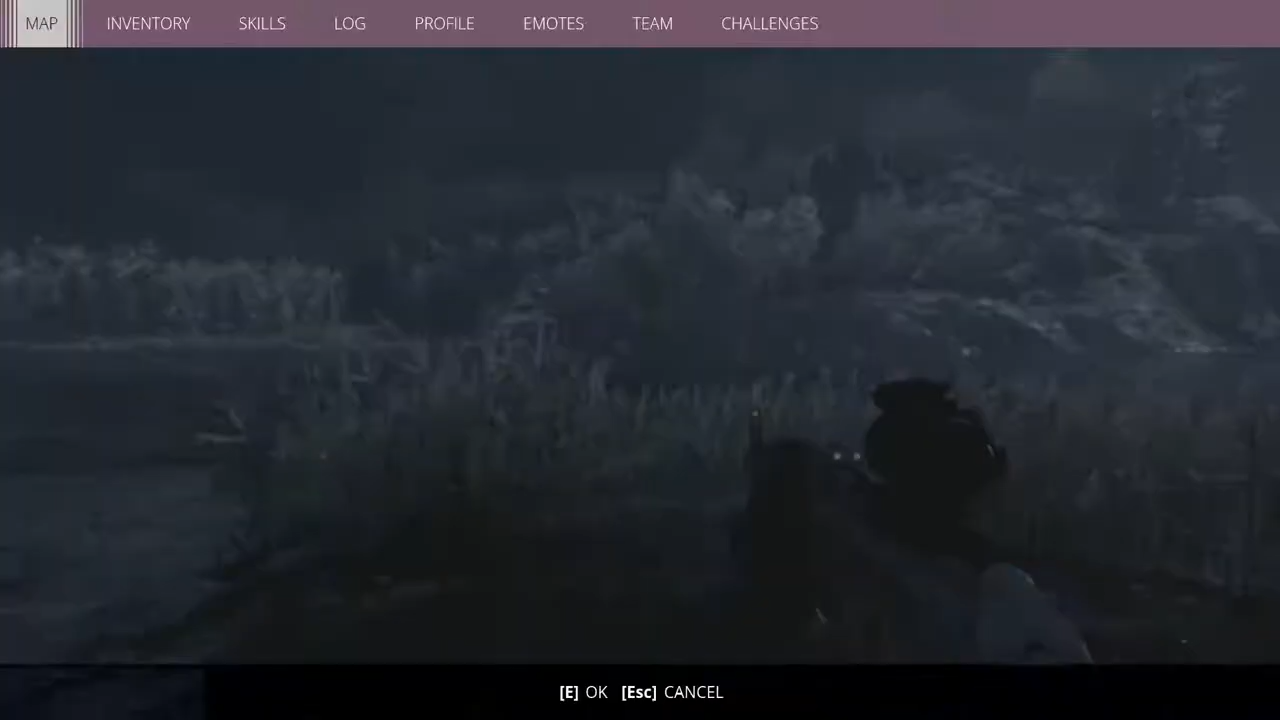 MAP INVENTORY SKILLS LOG PROFILE EMOTES TEAM CHALLENGES
[E] OK [Esc] CANCEL